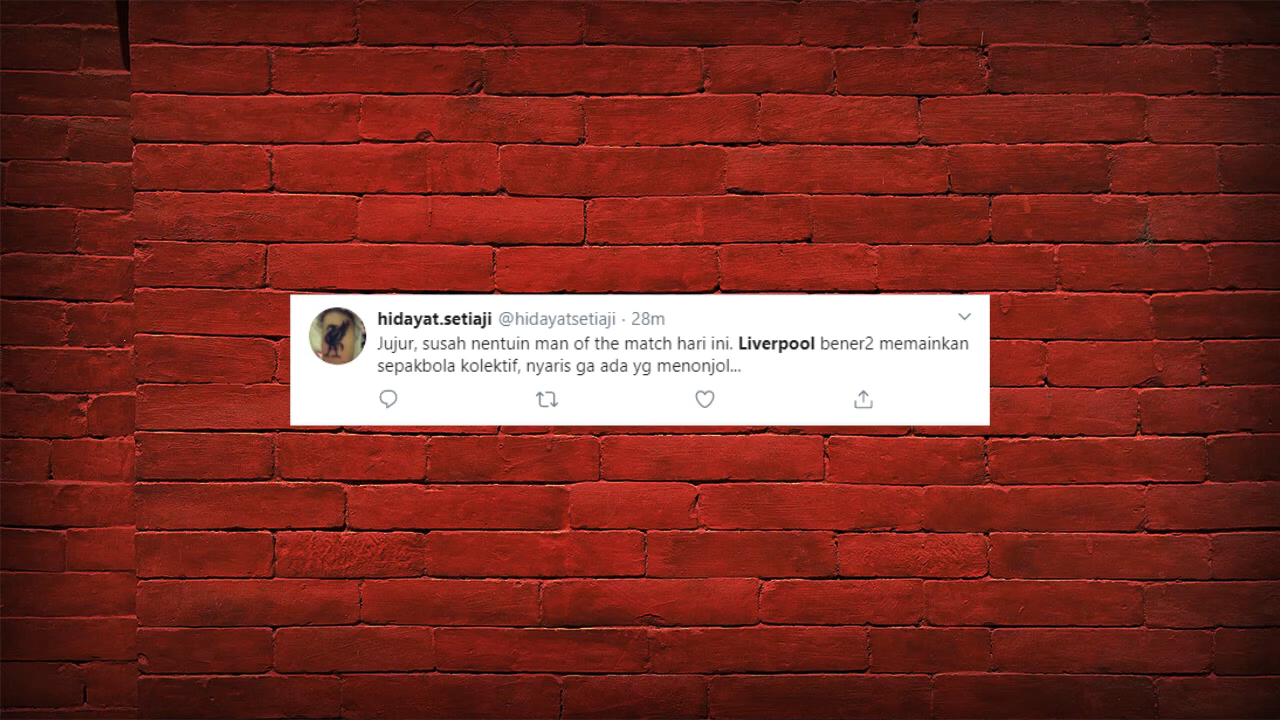 hidayat.setiaji @hidayatsetiaji · 28m
Jujur, susah nentuin man of the match hari ini. Liverpool bener2 memainkan
sepakbola kolektif, nyaris ga ada yg menonjol...